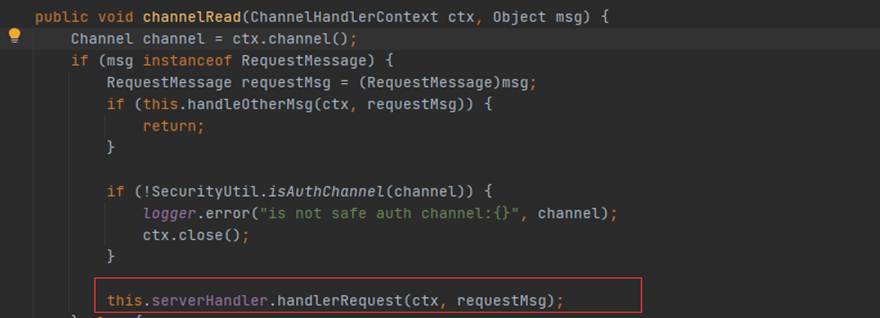 public void channelRead(ChannelHandlerContext ctx, Object msg) {
Channel channel = ctx.channel();
if (msg instanceof RequestMessage) {
RequestMessage requestMsg = (RequestMessage)msg;
if (this.handleOtherMsg(ctx, requestMsg)) {
return;
}
if (!SecurityUtil.isAuthChannel(channel)) {
logger.error("is not safe auth channel:{}", channel);
ctx.close();
}
this.serverHandler.handlerRequest(ctx, requestMsg);